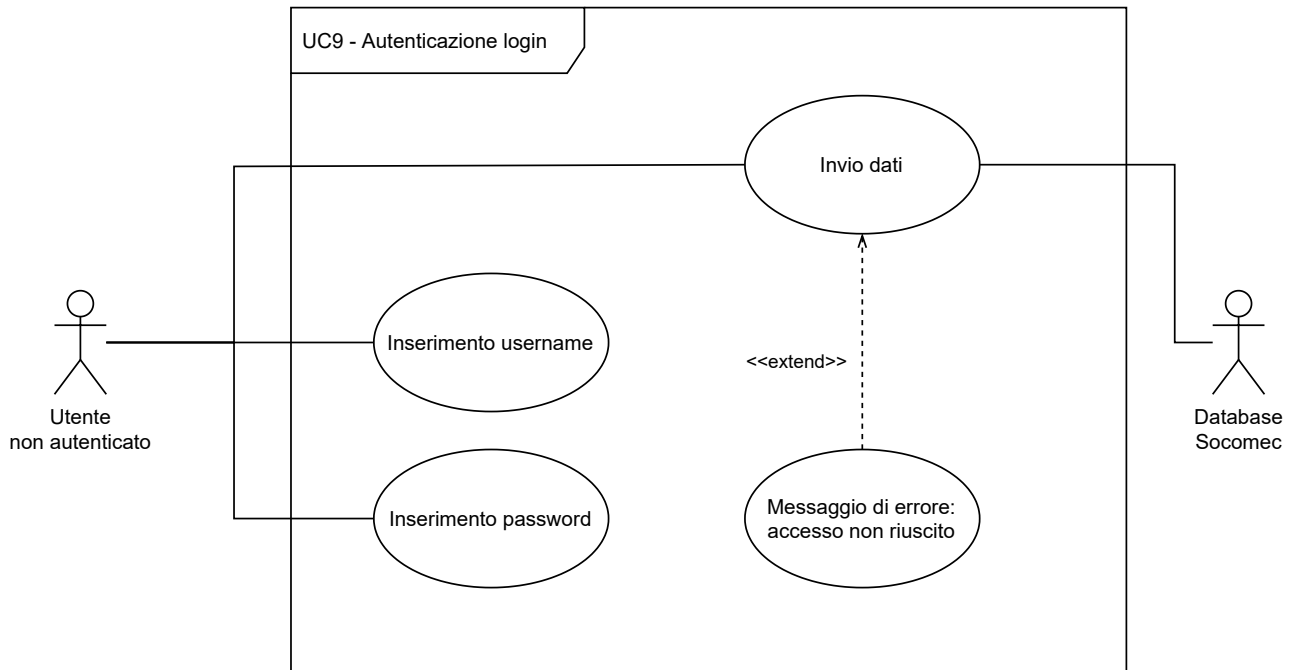 UC9 - Autenticazione login
Invio dati
Inserimento username
<<extend>>
Utente
non autenticato
Database
Socomec
Inserimento password
Messaggio di errore:
accesso non riuscito